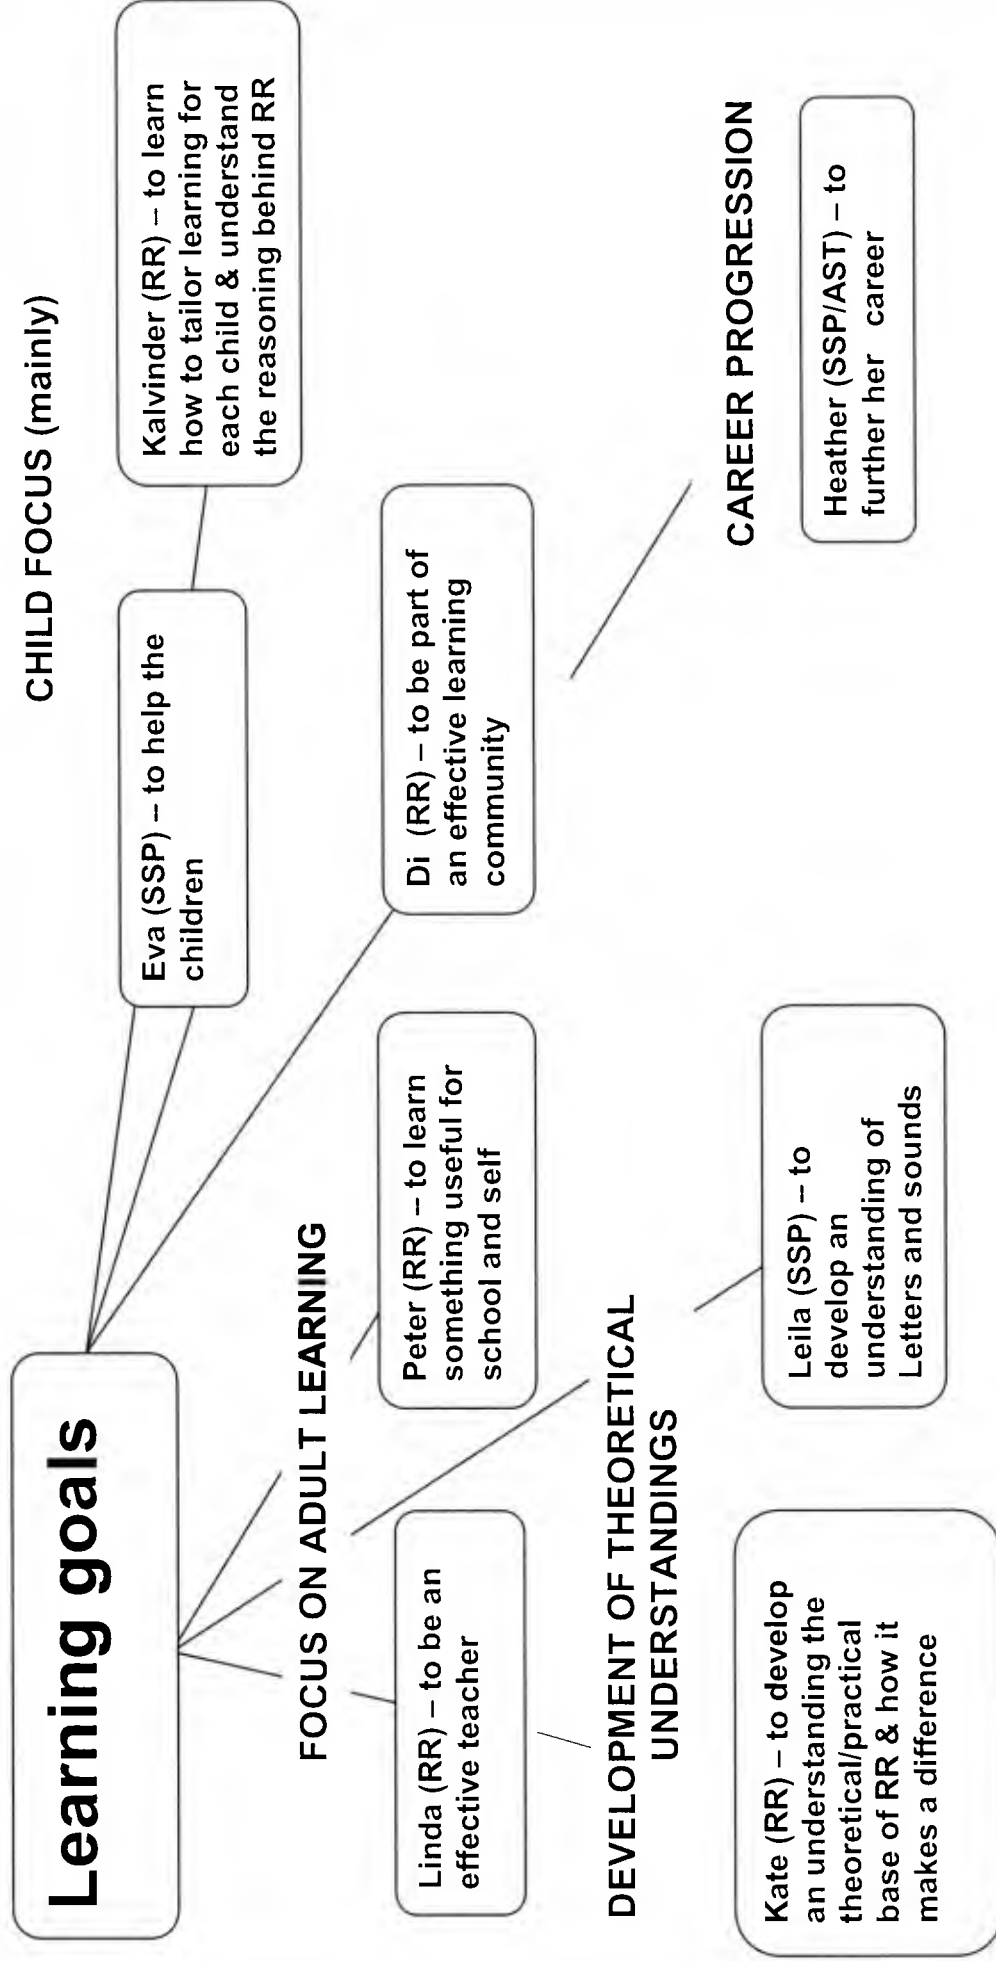 Learning goals
CHILD FOCUS (mainly)
Eva (SSP) – to help the
children
Kalvinder (RR) – to learn
how to tailor learning for
each child & understand
the reasoning behind RR
FOCUS ON ADULT LEARNING
Linda (RR) – to be an
effective teacher
Peter (RR) – to learn
something useful for
school and self
Di (RR) – to be part of
an effective learning
community
DEVELOPMENT OF THEORETICAL
UNDERSTANDINGS
Kate (RR) – to develop
an understanding the
theoretical/practical
base of RR & how it
makes a difference
Leila (SSP) – to
develop an
understanding of
Letters and sounds
CAREER PROGRESSION
Heather (SSP/AST) – to
further her career